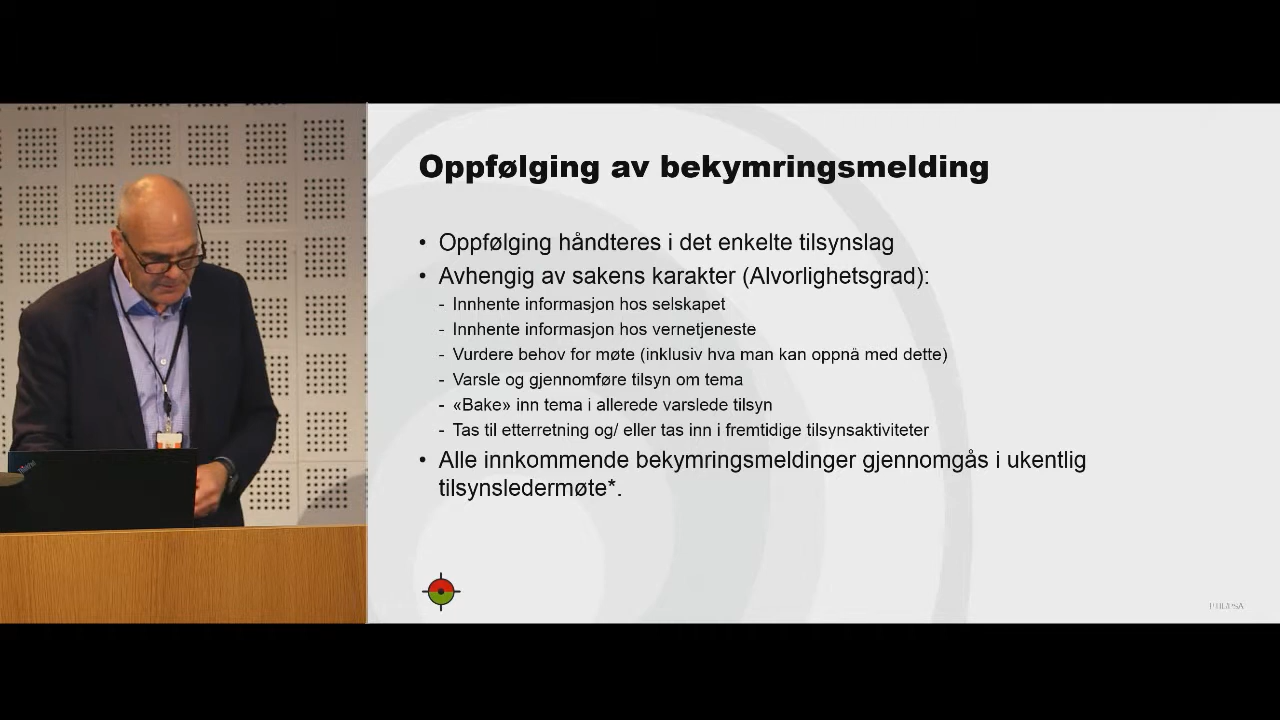 Oppfølging av bekymringsmelding
• Oppfølging håndteres i det enkelte tilsynslag
• Avhengig av sakens karakter (Alvorlighetsgrad):
- Innhente informasjon hos selskapet
- Innhente informasjon hos vernetjeneste
- Vurdere behov for møte (inklusiv hva man kan oppnå med dette)
- Varsle og gjennomføre tilsyn om tema
- «Bake» inn tema i allerede varslede tilsyn
- Tas til etterretning og/ eller tas inn i fremtidige tilsynsaktiviteter
• Alle innkommende bekymringsmeldinger gjennomgås i ukentlig
tilsynsledermøte*.